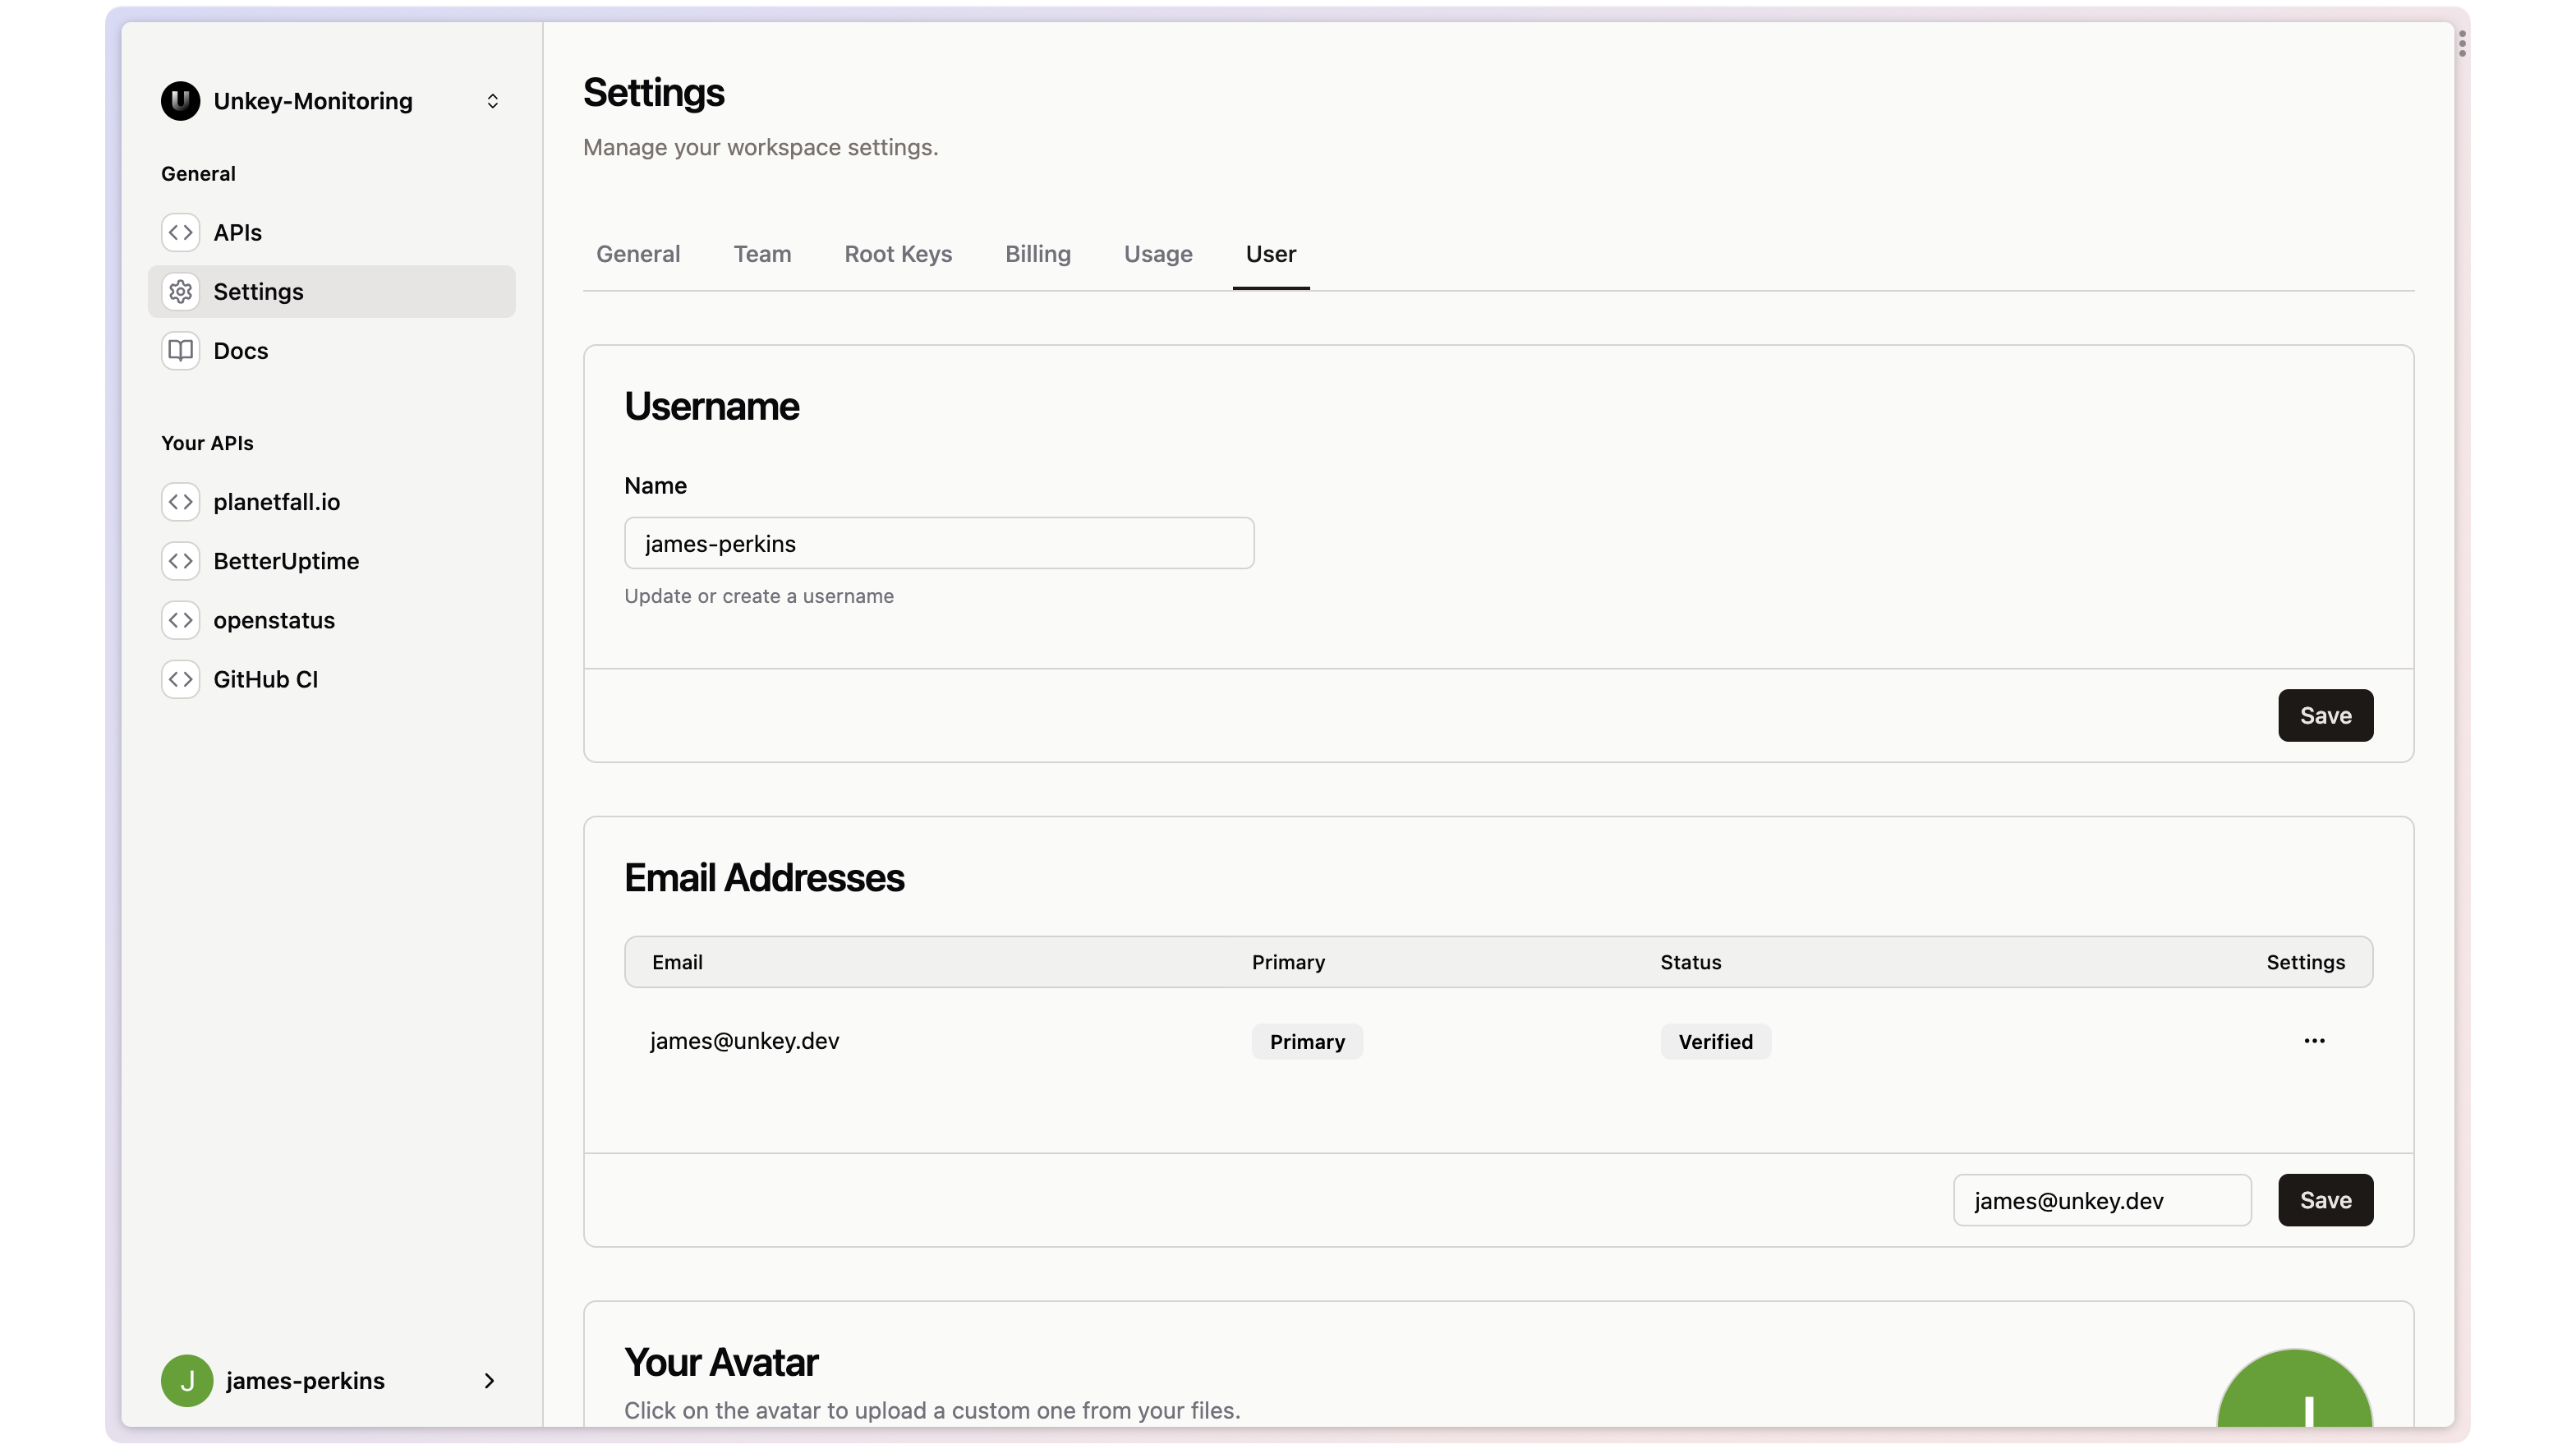 U
Unkey-Monitoring
General
APIs
Settings
Docs
Your APIs
planetfall.io
BetterUptime
openstatus
GitHub CI
J
james-perkins
Settings
Manage your workspace settings.
General Team Root Keys Billing Usage User
Username
Name
james-perkins
Update or create a username
Save
Email Addresses
Email Primary Status Settings
james@unkey.dev Primary Verified
james@unkey.dev Save
Your Avatar
Click on the avatar to upload a custom one from your files.